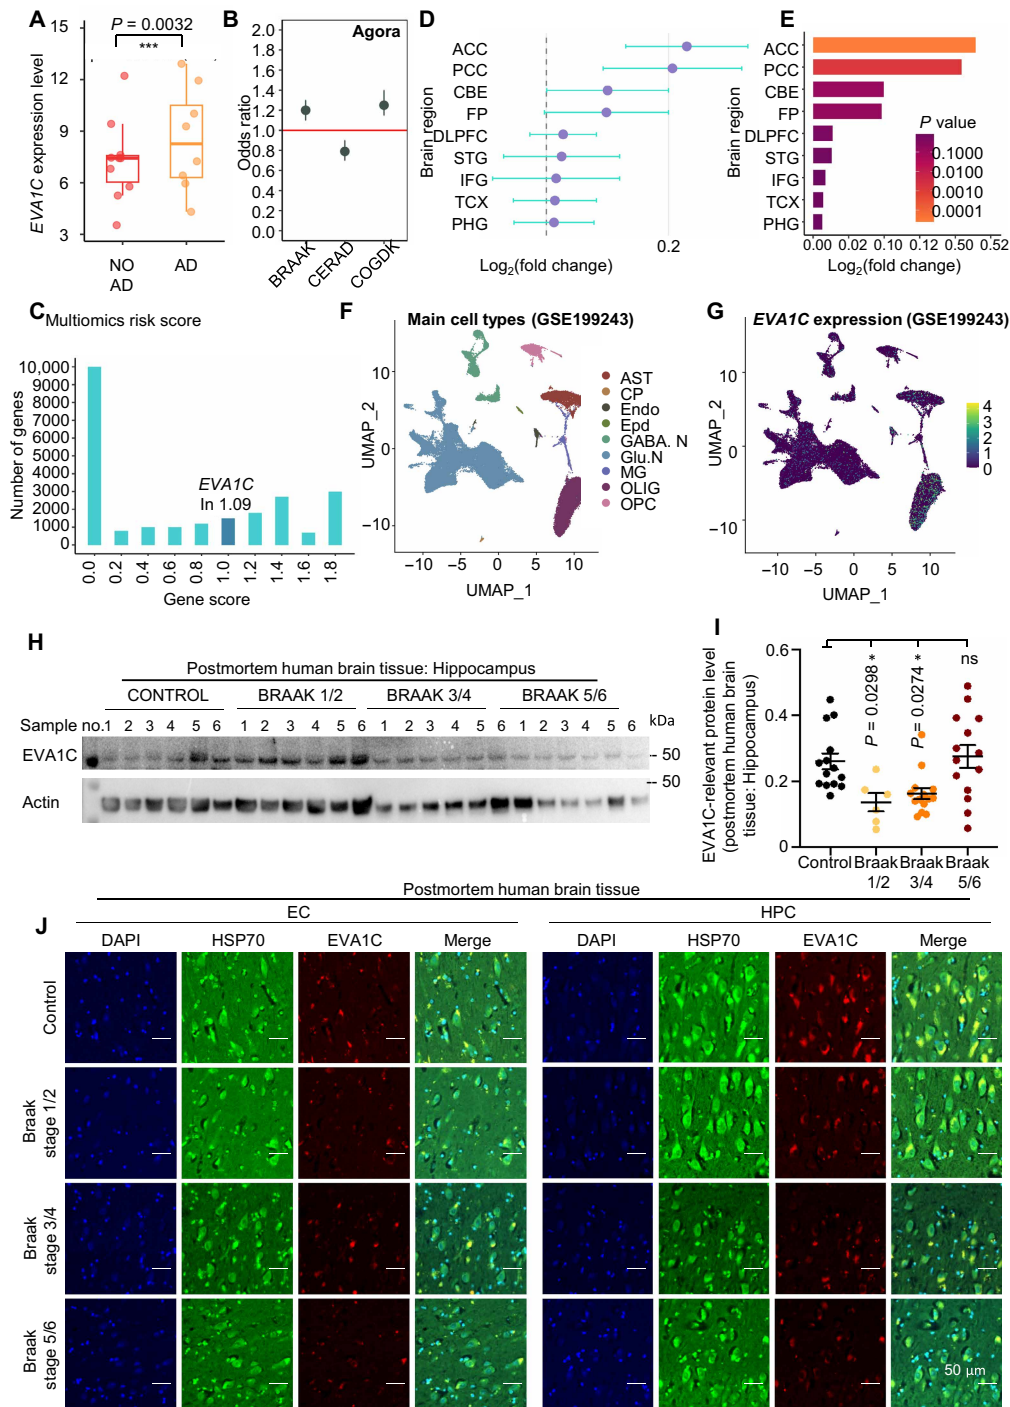 A
P = 0.0032
***
EVA1C expression level
15
12
9
6
3
NO
AD
AD
B
Agora
Odds ratio
2.0
1.8
1.6
1.4
1.2
1.0
0.8
0.6
0.4
0.2
0.0
BRAAK
CERAD
COGDK
D
Brain region
ACC
PCC
CBE
FP
DLPFC
STG
IFG
TCX
PHG
0.2
Log2(fold change)
E
Brain region
ACC
PCC
CBE
FP
DLPFC
STG
IFG
TCX
PHG
P value
0.1000
0.0100
0.0010
0.0001
0.00 0.02 0.10 0.12 0.50 0.52
Log2(fold change)
C
Multiomics risk score
Number of genes
10,000
9000
8000
7000
6000
5000
4000
3000
2000
1000
0
EVA1C
In 1.09
0.0 0.2 0.4 0.6 0.8 1.0 1.2 1.4 1.6 1.8
Gene score
F
Main cell types (GSE199243)
UMAP_2
10
0
−10
−10 −5 0 5 10
UMAP_1
AST
CP
Endo
Epd
GABA. N
Glu.N
MG
OLIG
OPC
G
EVA1C expression (GSE199243)
UMAP_2
10
0
−10
−10 −5 0 5 10
UMAP_1
4
3
2
1
0
H
Postmortem human brain tissue: Hippocampus
CONTROL BRAAK 1/2 BRAAK 3/4 BRAAK 5/6
Sample no. 1 2 3 4 5 6 1 2 3 4 5 6 1 2 3 4 5 6 1 2 3 4 5 6 kDa
EVA1C
50
50
Actin
I
EVA1C-relevant protein level
(postmortem human brain
tissue: Hippocampus)
0.6
0.4
0.2
0
P = 0.0298 *
P = 0.0274 *
ns
Control Braak Braak Braak
1/2 3/4 5/6
J
Postmortem human brain tissue
EC HPC
DAPI HSP70 EVA1C Merge DAPI HSP70 EVA1C Merge
Control
Braak
stage 1/2
Braak
stage 3/4
Braak
stage 5/6
50 μm